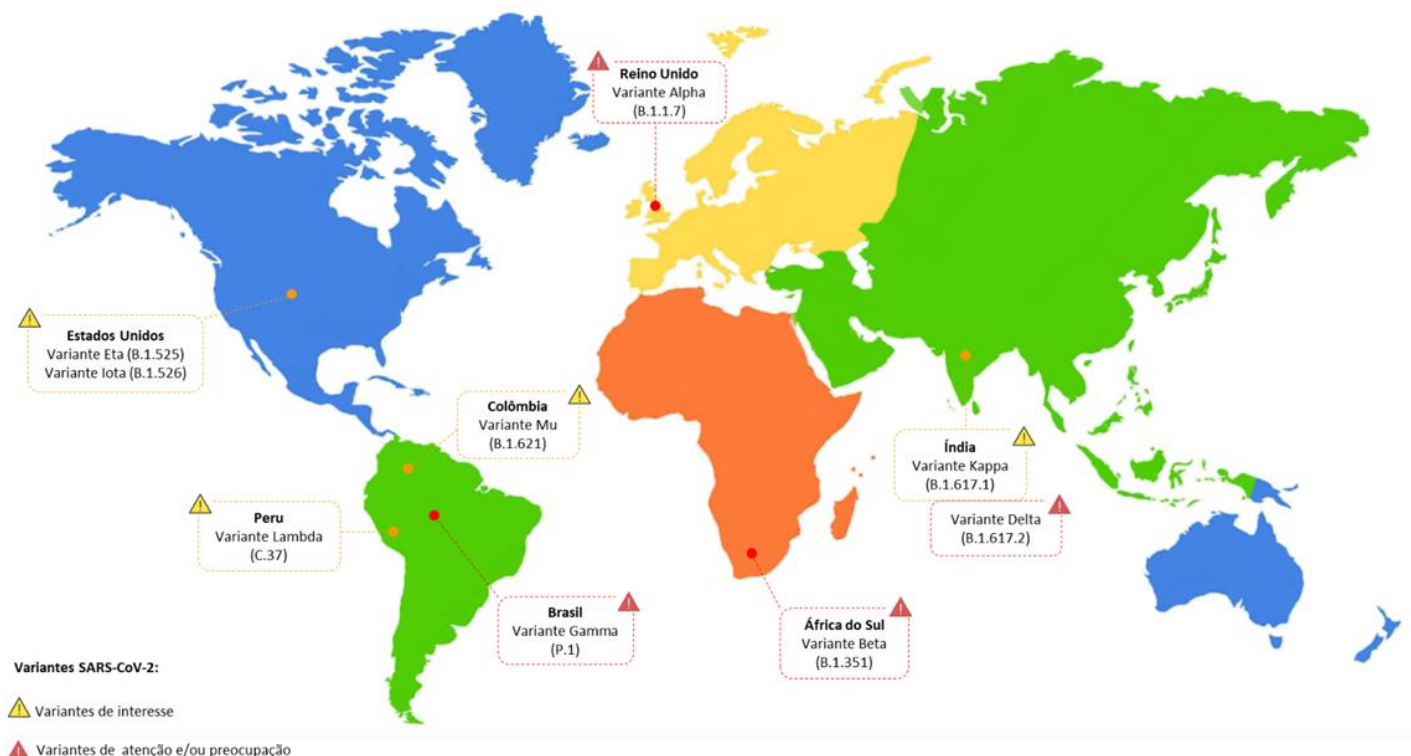 Reino Unido
Variante Alpha
(B.1.1.7)
Estados Unidos
Variante Eta (B.1.525)
Variante Iota (B.1.526)
Colômbia
Variante Mu
(B.1.621)
Índia
Variante Kappa
(B.1.617.1)
Variante Delta
(B.1.617.2)
Peru
Variante Lambda
(C.37)
Brasil
Variante Gamma
(P.1)
África do Sul
Variante Beta
(B.1.351)
Variantes SARS-CoV-2:
Variantes de interesse
Variantes de atenção e/ou preocupação